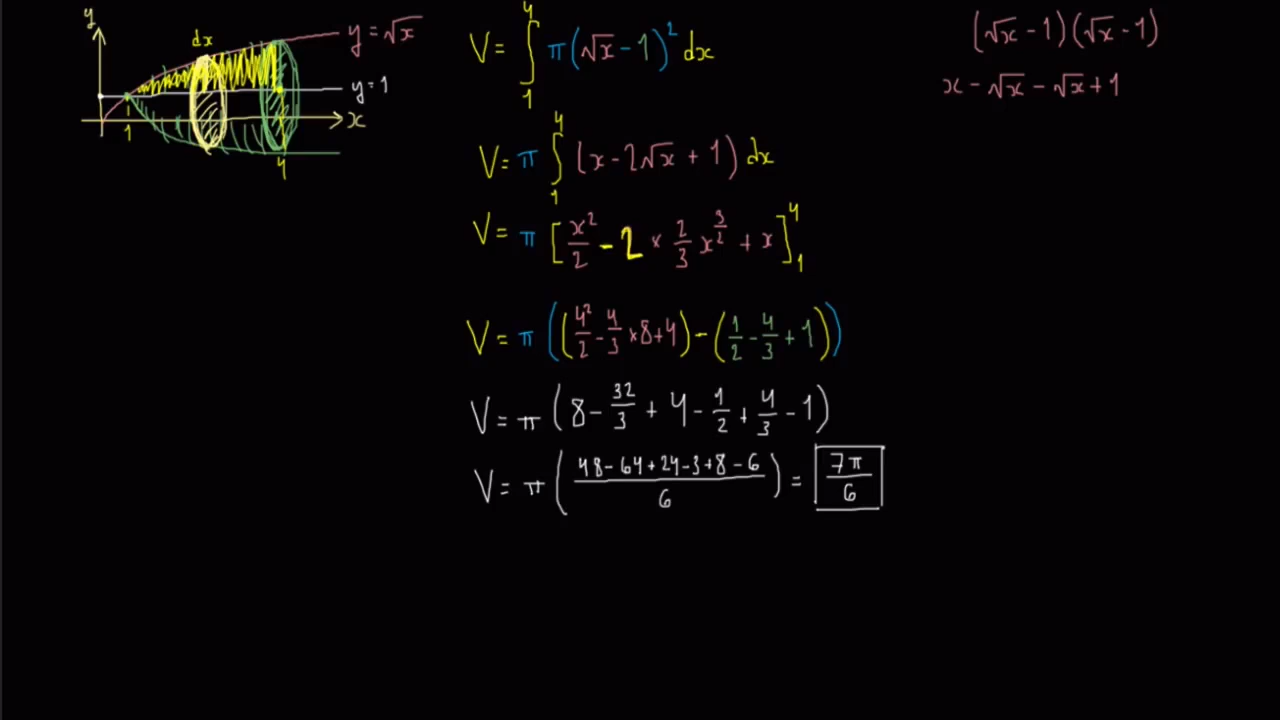 y
dx
y = √x
y = 1
x
1
4
V = ∫₁⁴ π(√x − 1)² dx
V = π ∫₁⁴ (x − 2√x + 1) dx
V = π [x²/2 − 2 × 2/3 x^(3/2) + x]₁⁴
V = π ((4²/2 − 4/3 × 8 + 4) − (1/2 − 4/3 + 1))
V = π (8 − 32/3 + 4 − 1/2 + 4/3 − 1)
V = π ((48 − 64 + 24 − 3 + 8 − 6)/6) = 7π/6
(√x − 1)(√x − 1)
x − √x − √x + 1